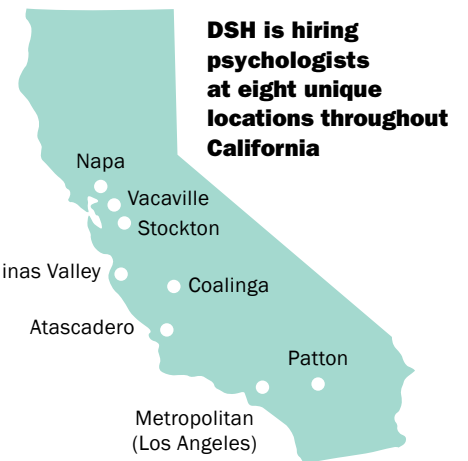 DSH is hiring
psychologists
at eight unique
locations throughout
California
Napa
Vacaville
Stockton
inas Valley
Coalinga
Atascadero
Patton
Metropolitan
(Los Angeles)